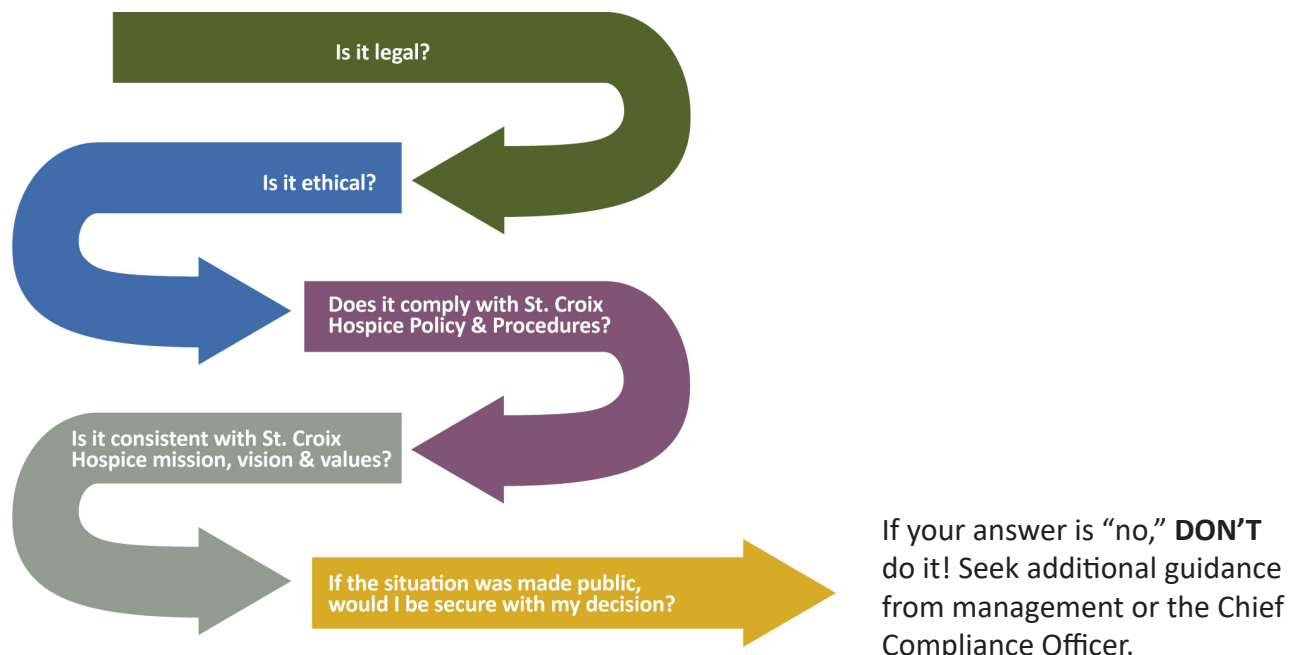 Is it legal?
Is it ethical?
Does it comply with St. Croix
Hospice Policy & Procedures?
Is it consistent with St. Croix
Hospice mission, vision & values?
If the situation was made public,
would I be secure with my decision?
If your answer is “no,” DON’T
do it! Seek additional guidance
from management or the Chief
Compliance Officer.